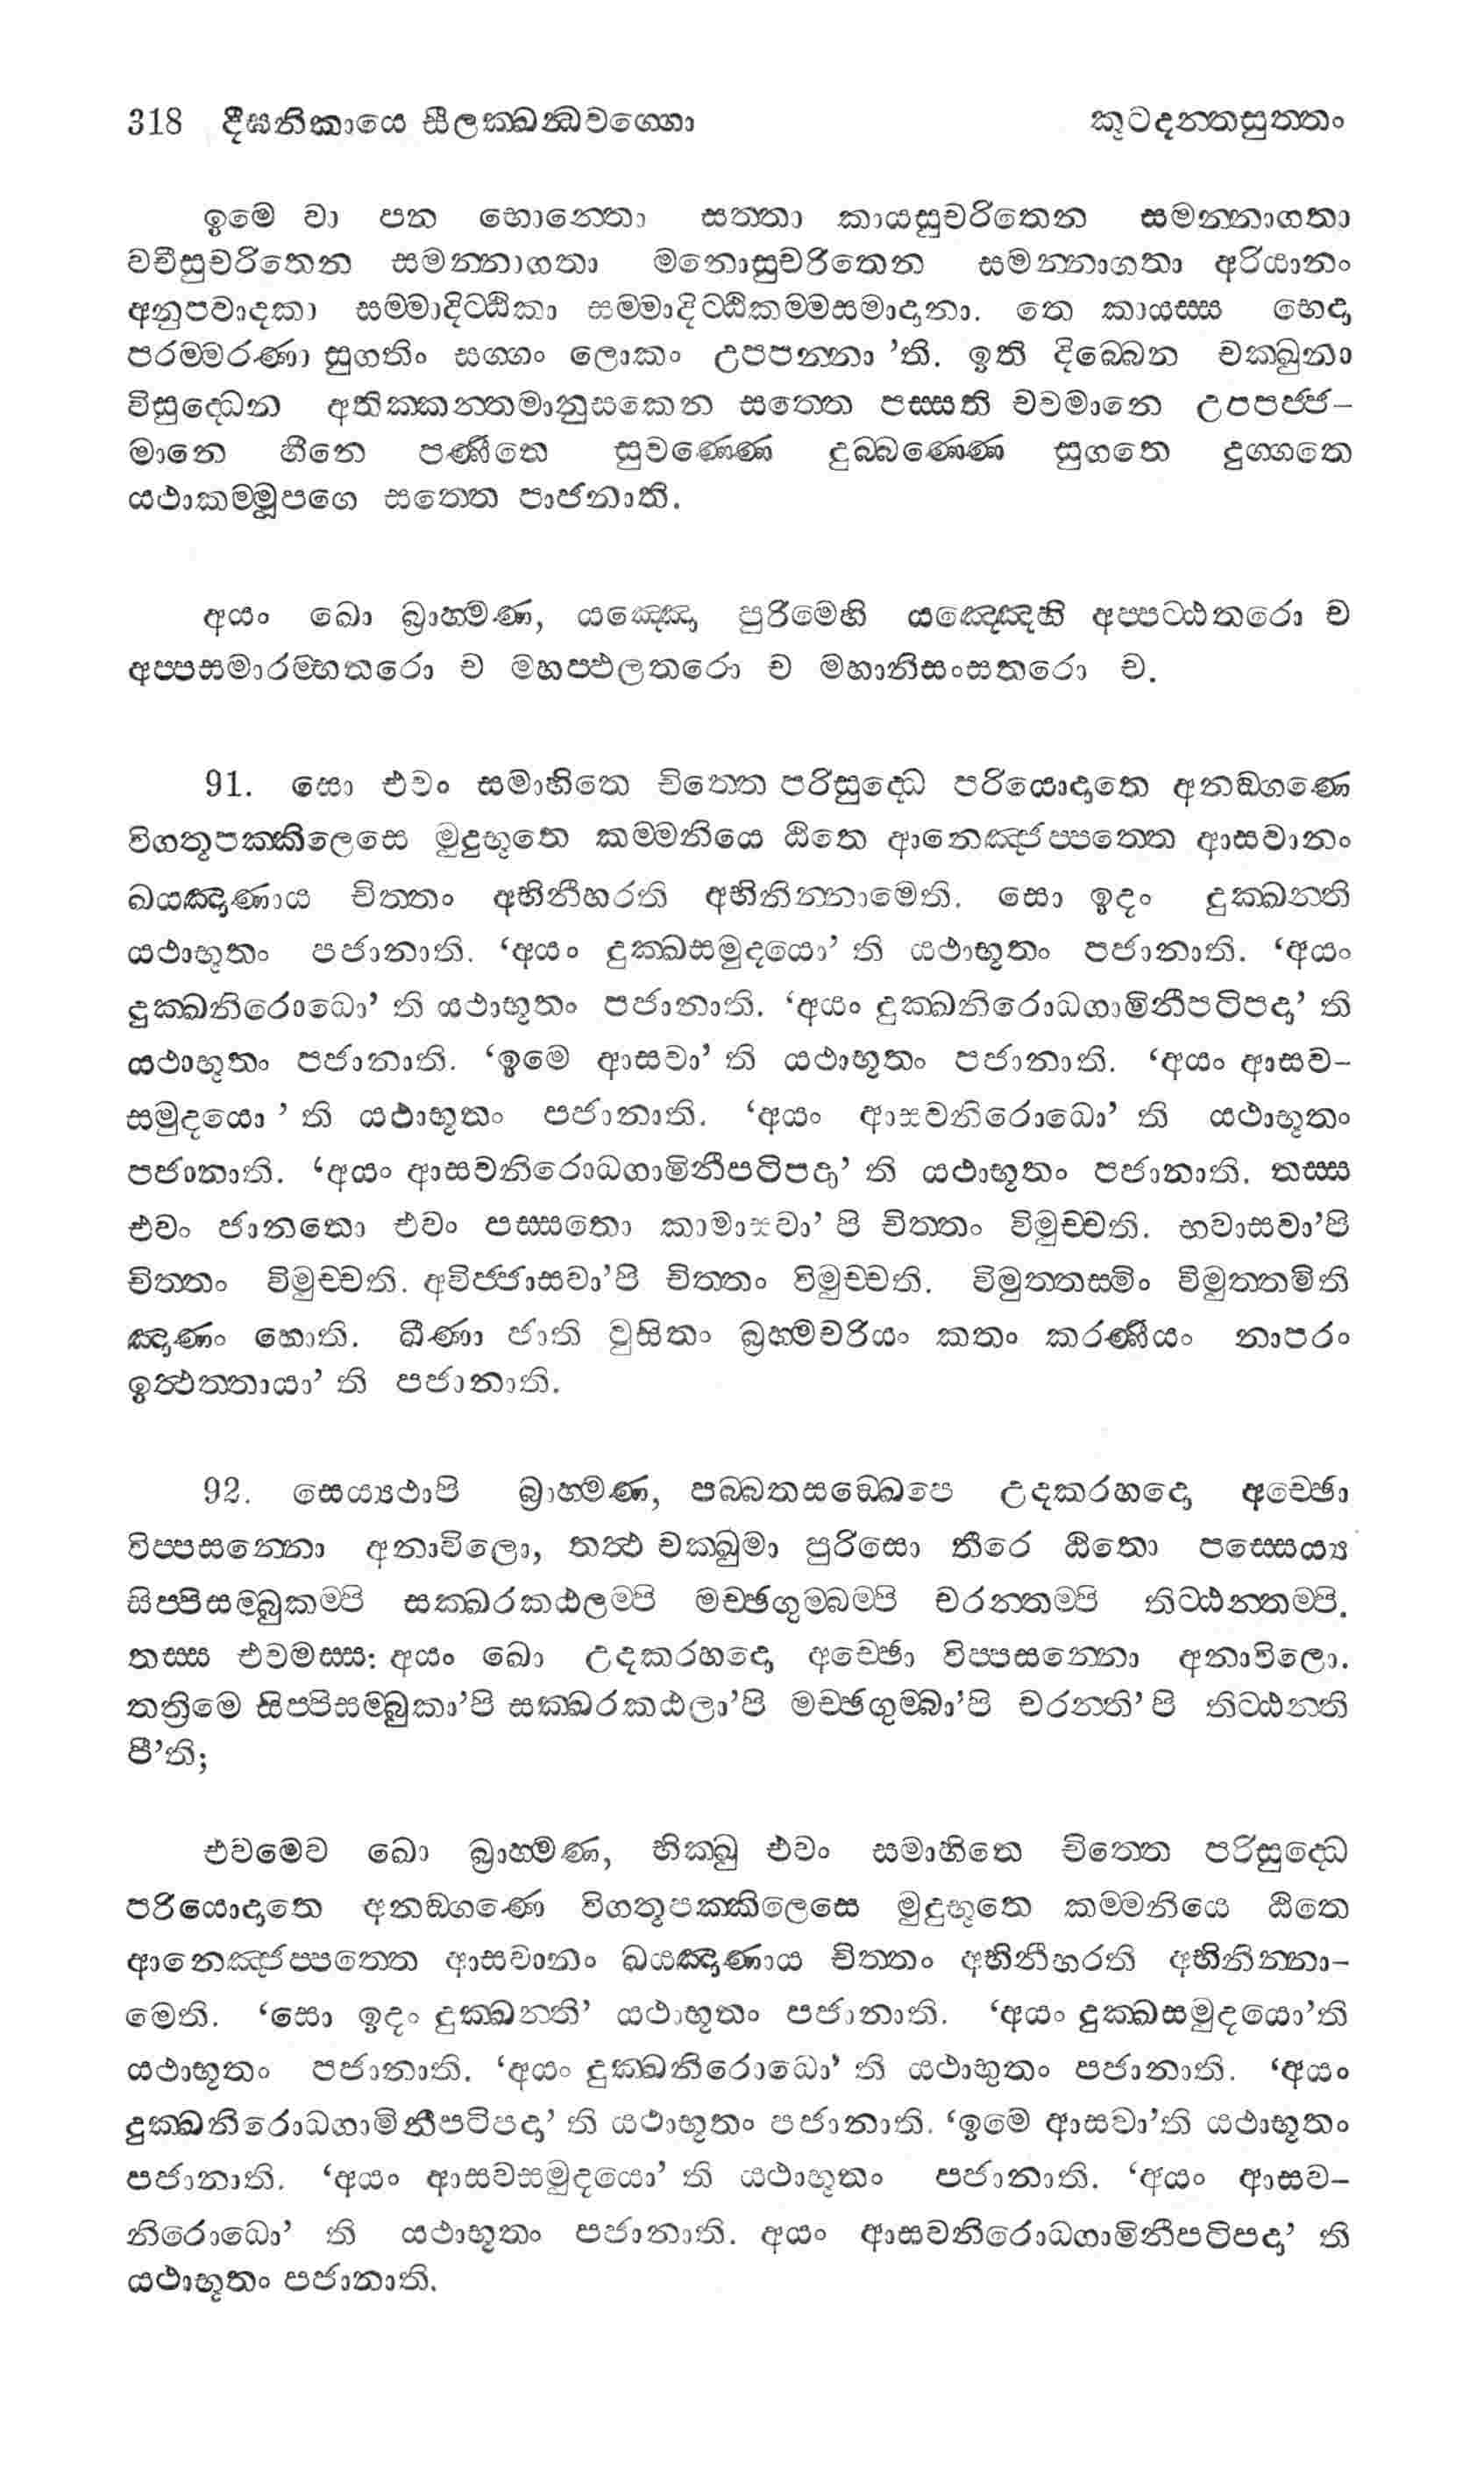 318 දීඝනිකායෙ සීලක්ඛන්ධවග්ගො කූටදන්තසුත්තං
ඉමෙ වා පන භොන්තො සත්තා කායසුචරිතෙන සමන්නාගතා
වචීසුචරිතෙන සමන්නාගතා මනොසුචරිතෙන සමන්නාගතා අරියානං
අනුපවාදකා සම්මාදිට්ඨිකා සම්මාදිට්ඨිකම්මසමාදානා. තෙ කායස්ස භෙදා
පරම්මරණා සුගතිං සග්ගං ලොකං උපපන්නා ’ති. ඉති දිබ්බෙන චක්ඛුනා
විසුද්ධෙන අතික්කන්තමානුසකෙන සත්තෙ පස්සති චවමානෙ උපපජ්ජ–
මානෙ හීනෙ පණීතෙ සුවණ්ණෙ දුබ්බණ්ණෙ සුගතෙ දුග්ගතෙ
යථාකම්මූපගෙ සත්තෙ පාජනාති.
අයං ඛො බ්‍රාහ්මණ, යඤ්ඤො පුරිමෙහි යඤ්ඤෙහි අප්පට්ඨතරො ච
අප්පසමාරම්භතරො ච මහප්ඵලතරො ච මහානිසංසතරො ච.
91. සො එවං සමාහිතෙ චිත්තෙ පරිසුද්ධෙ පරියොදාතෙ අනඞ්ගණෙ
විගතූපක්කිලෙසෙ මුදුභූතෙ කම්මනියෙ ඨිතෙ ආනෙඤ්ජප්පත්තෙ ආසවානං
ඛයඤාණාය චිත්තං අභිනීහරති අභිනින්නාමෙති. සො ඉදං දුක්ඛන්ති
යථාභූතං පජානාති. ‘අයං දුක්ඛසමුදයො’ ති යථාභූතං පජානාති. ‘අයං
දුක්ඛනිරොධො’ ති යථාභූතං පජානාති. ‘අයං දුක්ඛනිරොධගාමිනීපටිපදා’ ති
යථාභූතං පජානාති. ‘ඉමෙ ආසවා’ ති යථාභූතං පජානාති. ‘අයං ආසව–
සමුදයො ’ ති යථාභූතං පජානාති. ‘අයං ආසවනිරොධො’ ති යථාභූතං
පජානාති. ‘අයං ආසවනිරොධගාමිනීපටිපදා’ ති යථාභූතං පජානාති. තස්ස
එවං ජානතො එවං පස්සතො කාමාසවා’ පි චිත්තං විමුච්චති. භවාසවා’පි
චිත්තං විමුච්චති. අවිජ්ජාසවා’පි චිත්තං විමුච්චති. විමුත්තස්මිං විමුත්තමිති
ඤාණං හොති. ඛීණා ජාති වුසිතං බ්‍රහ්මචරියං කතං කරණීයං නාපරං
ඉත්ථත්තායා’ ති පජානාති.
92. සෙය්‍යථාපි බ්‍රාහ්මණ, පබ්බතසඞ්ඛෙපෙ උදකරහදො අච්ඡො
විප්පසන්නො අනාවිලො, තත්ථ චක්ඛුමා පුරිසො තීරෙ ඨිතො පස්සෙය්‍ය
සිප්පිසම්බුකම්පි සක්ඛරකඨලම්පි මච්ඡගුම්බම්පි චරන්තම්පි තිට්ඨන්තම්පි.
තස්ස එවමස්ස: අයං ඛො උදකරහදො අච්ඡො විප්පසන්නො අනාවිලො.
තත්‍රිමෙ සිප්පිසම්බුකා’පි සක්ඛරකඨලා’පි මච්ඡගුම්බා’පි චරන්ති’ පි තිට්ඨන්ති
පී’ති;
එවමෙව ඛො බ්‍රාහ්මණ, භික්ඛු එවං සමාහිතෙ චිත්තෙ පරිසුද්ධෙ
පරියොදාතෙ අනඞ්ගණෙ විගතූපක්කිලෙසෙ මුදුභූතෙ කම්මනියෙ ඨිතෙ
ආනෙඤ්ජප්පත්තෙ ආසවානං ඛයඤාණාය චිත්තං අභිනීහරති අභිනින්නා–
මෙති. ‘සො ඉදං දුක්ඛන්ති’ යථාභූතං පජානාති. ‘අයං දුක්ඛසමුදයො’ති
යථාභූතං පජානාති. ‘අයං දුක්ඛනිරොධො’ ති යථාභුතං පජානාති. ‘අයං
දුක්ඛනිරොධගාමිනීපටිපදා’ ති යථාභූතං පජානාති. ‘ඉමෙ ආසවා’ති යථාභූතං
පජානාති. ‘අයං ආසවසමුදයො’ ති යථාභූතං පජානාති. ‘අයං ආසව–
නිරොධො’ ති යථාභූතං පජානාති. අයං ආසවනිරොධගාමිනීපටිපදා’ ති
යථාභූතං පජානාති.